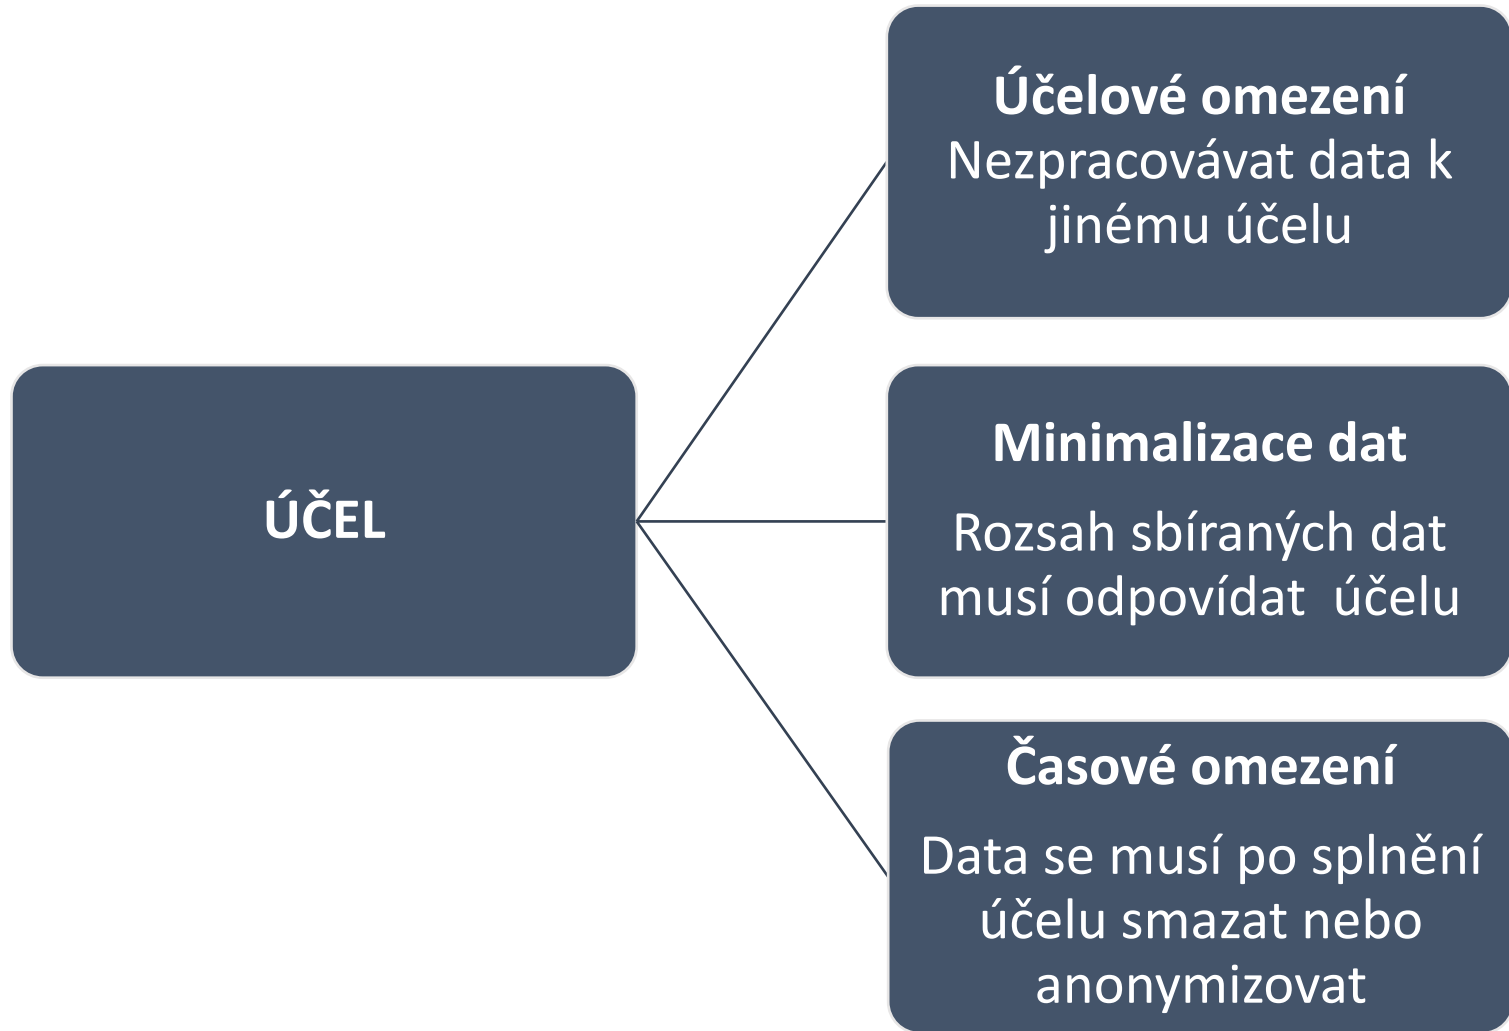 ÚČEL
Účelové omezení
Nezpracovávat data k
jinému účelu
Minimalizace dat
Rozsah sbíraných dat
musí odpovídat  účelu
Časové omezení
Data se musí po splnění
účelu smazat nebo
anonymizovat